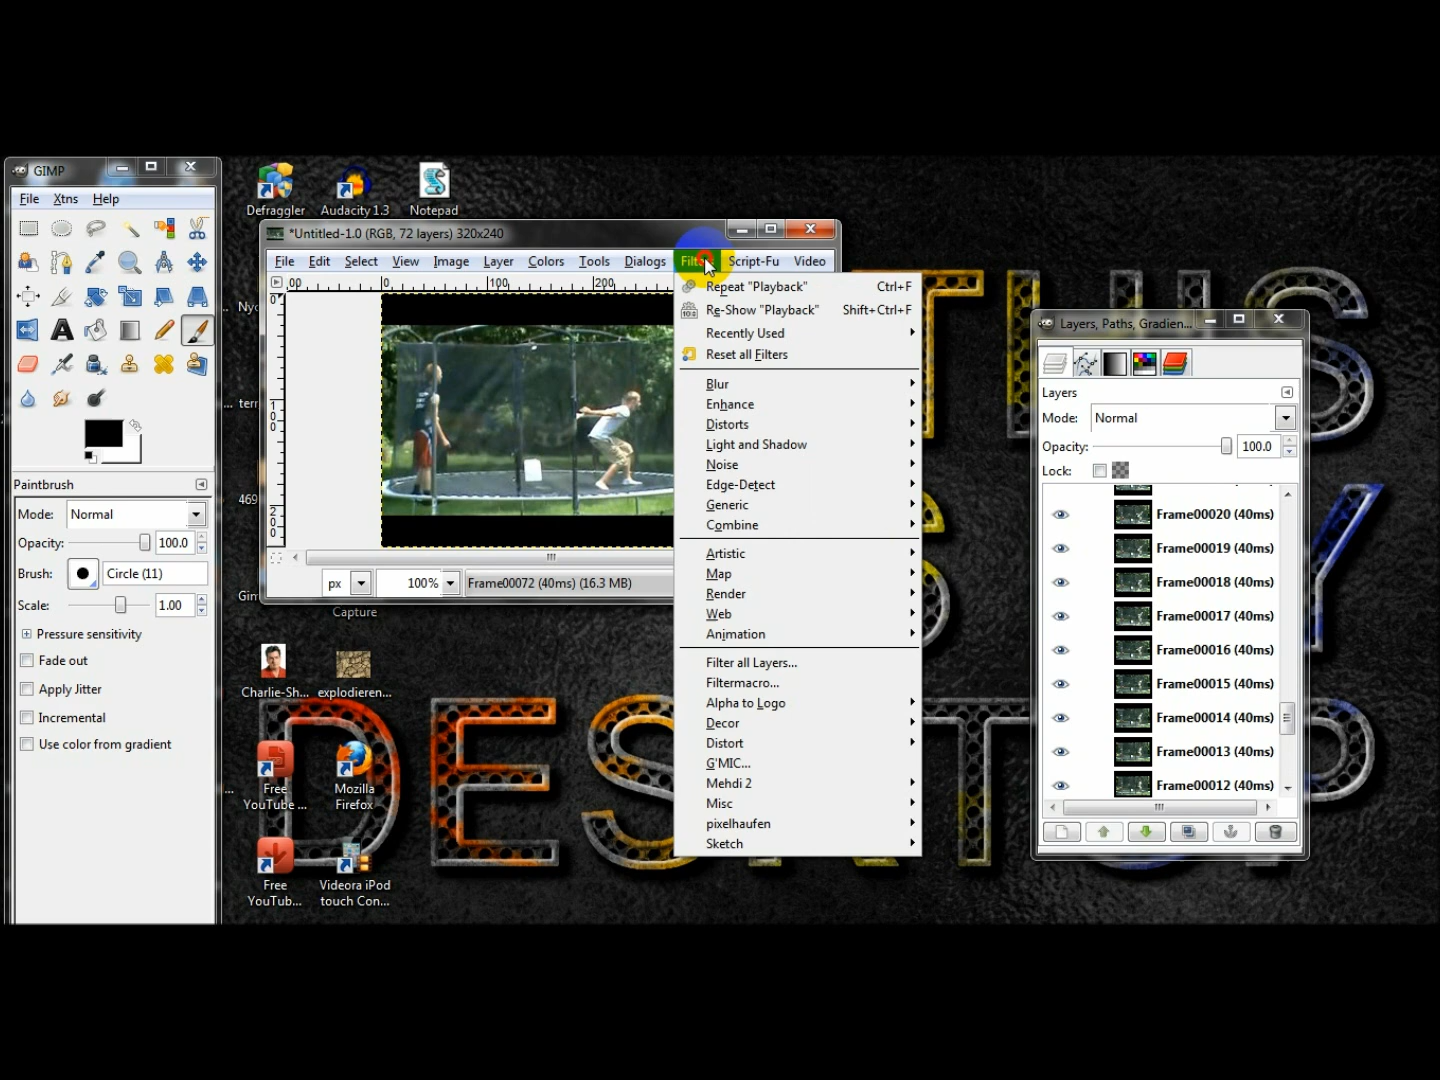 GIMP
File Xtns Help
Paintbrush
Mode: Normal
Opacity: 100.0
Brush: Circle (11)
Scale: 1.00
Pressure sensitivity
Fade out
Apply Jitter
Incremental
Use color from gradient
Defraggler
Audacity 1.3
Notepad
*Untitled-1.0 (RGB, 72 layers) 320x240
File Edit Select View Image Layer Colors Tools Dialogs Script-Fu Video
0 100 200
px 100% Frame00072 (40ms) (16.3 MB)
Capture
Repeat "Playback" Ctrl+F
Re-Show "Playback" Shift+Ctrl+F
Recently Used
Reset all Filters
Blur
Enhance
Distorts
Light and Shadow
Noise
Edge-Detect
Generic
Combine
Artistic
Map
Render
Web
Animation
Filter all Layers...
Filtermacro...
Alpha to Logo
Decor
Distort
G'MIC...
Mehdi 2
Misc
pixelhaufen
Sketch
Charlie-Sh...
explodieren...
Free
YouTube ...
Mozilla
Firefox
Free
YouTub...
Videora iPod
touch Con...
Layers, Paths, Gradien...
Layers
Mode: Normal
Opacity: 100.0
Lock:
Frame00020 (40ms)
Frame00019 (40ms)
Frame00018 (40ms)
Frame00017 (40ms)
Frame00016 (40ms)
Frame00015 (40ms)
Frame00014 (40ms)
Frame00013 (40ms)
Frame00012 (40ms)